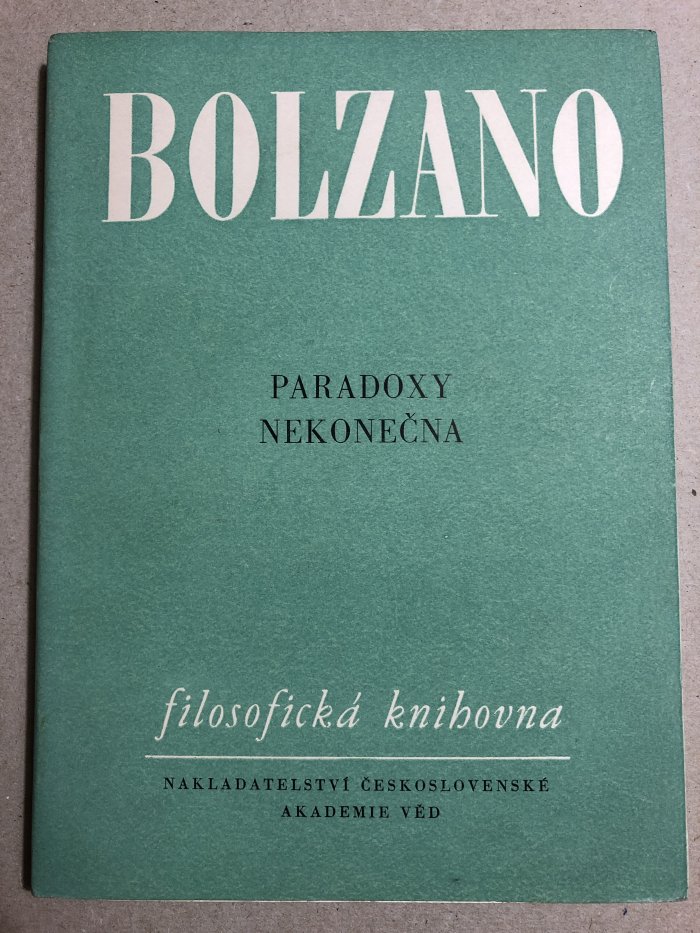 BOLZANO
PARADOXY
NEKONEČNA
filosofická knihovna
NAKLADATELSTVÍ ČESKOSLOVENSKÉ
AKADEMIE VĚD